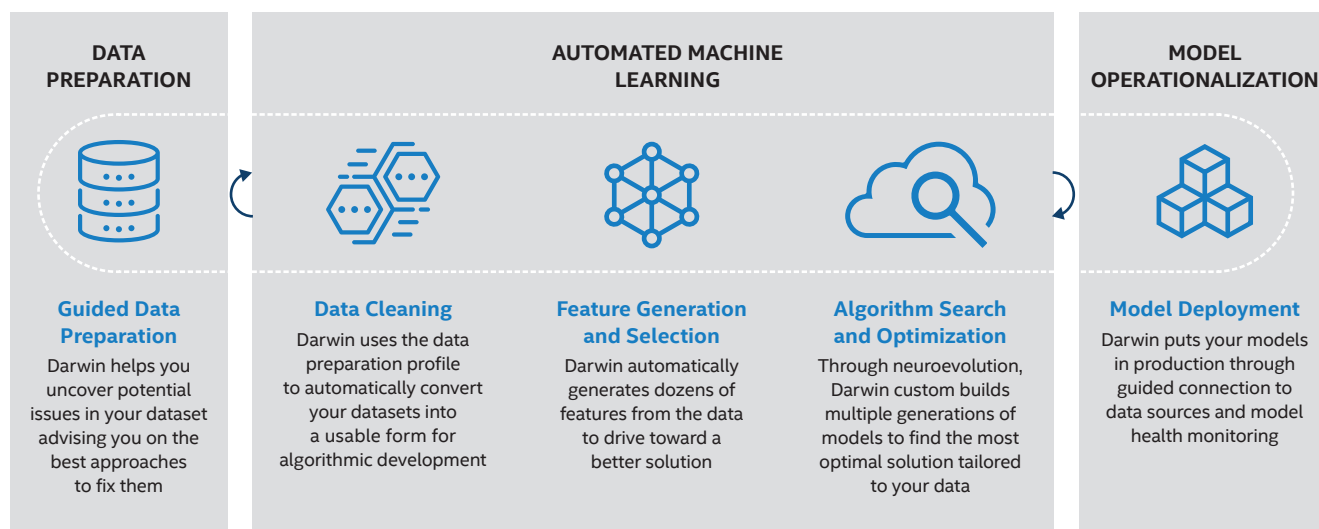 DATA
PREPARATION
AUTOMATED MACHINE
LEARNING
MODEL
OPERATIONALIZATION
Guided Data
Preparation
Darwin helps you
uncover potential
issues in your dataset
advising you on the
best approaches
to fix them
Data Cleaning
Darwin uses the data
preparation profile
to automatically convert
your datasets into
a usable form for
algorithmic development
Feature Generation
and Selection
Darwin automatically
generates dozens of
features from the data
to drive toward a
better solution
Algorithm Search
and Optimization
Through neuroevolution,
Darwin custom builds
multiple generations of
models to find the most
optimal solution tailored
to your data
Model Deployment
Darwin puts your models
in production through
guided connection to
data sources and model
health monitoring